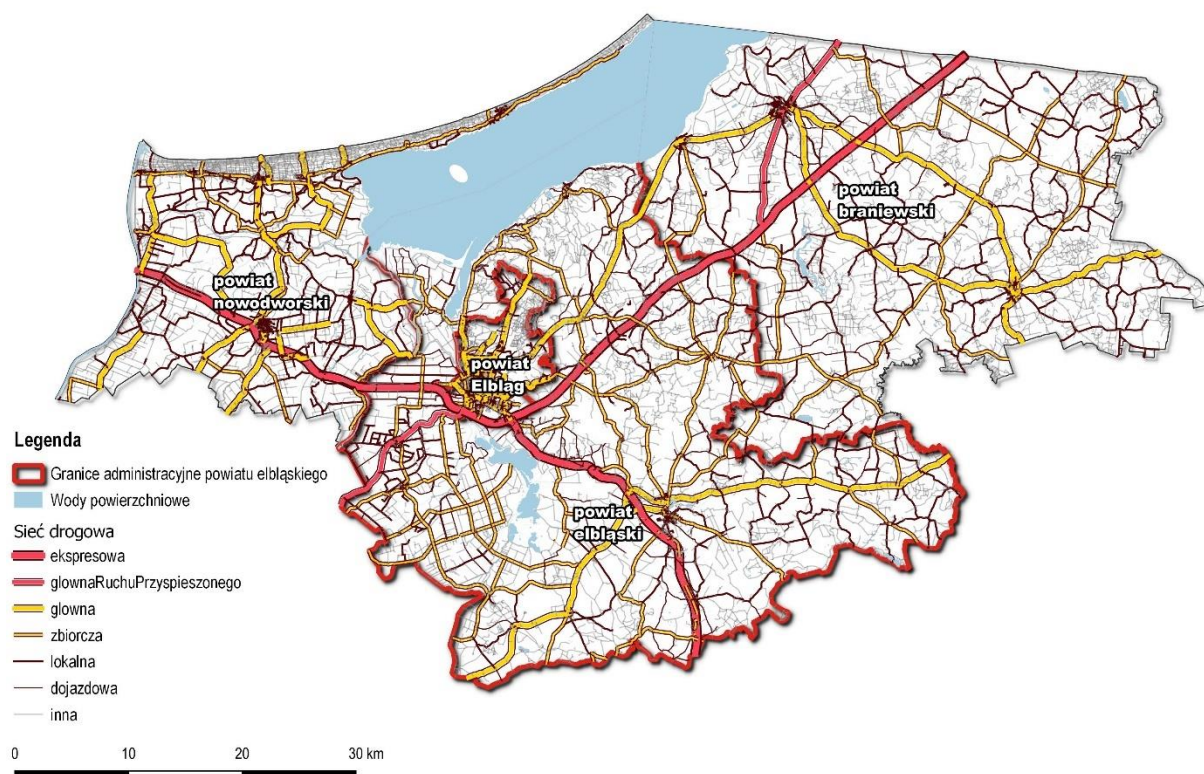 powiat
braniewski
powiat
nowodworski
powiat
Elbląg
powiat
elbląski
Legenda
Granice administracyjne powiatu elbląskiego
Wody powierzchniowe
Sieć drogowa
ekspresowa
glownaRuchuPrzyspieszonego
glowna
zbiorcza
lokalna
dojazdowa
inna
0 10 20 30 km